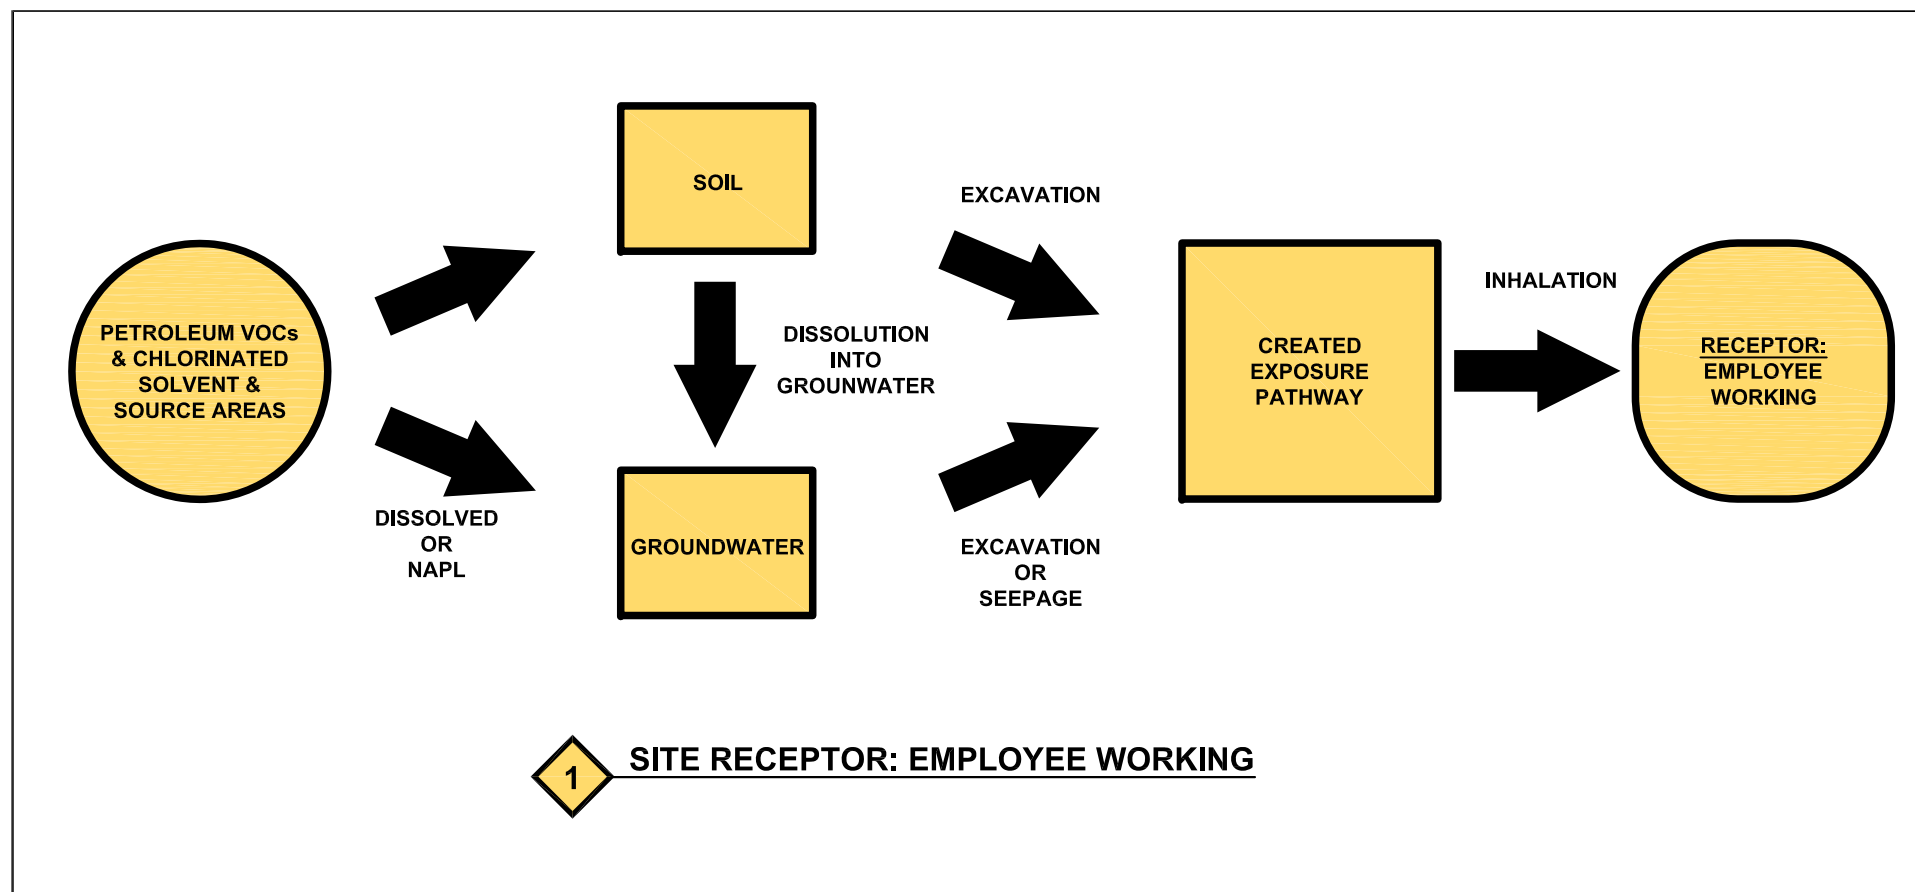 PETROLEUM VOCs
& CHLORINATED
SOLVENT &
SOURCE AREAS
SOIL
DISSOLUTION
INTO
GROUNWATER
DISSOLVED
OR
NAPL
GROUNDWATER
EXCAVATION
EXCAVATION
OR
SEEPAGE
CREATED
EXPOSURE
PATHWAY
INHALATION
RECEPTOR:
EMPLOYEE
WORKING
1 SITE RECEPTOR: EMPLOYEE WORKING